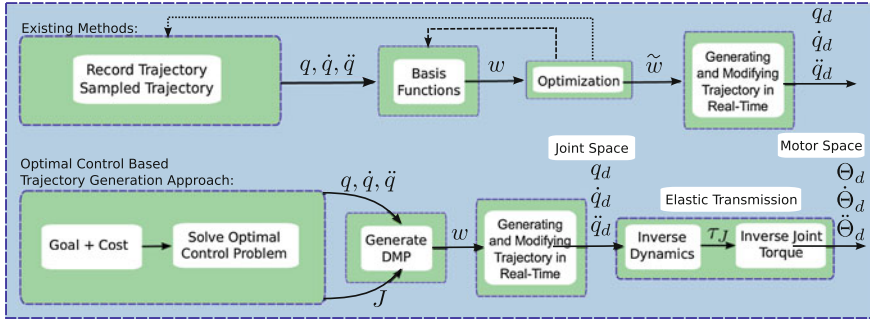 Existing Methods:
Record Trajectory
Sampled Trajectory
q, q̇, q̈
Basis
Functions
w
Optimization
w̃
Generating
and Modifying
Trajectory in
Real-Time
q_d
q̇_d
q̈_d
Optimal Control Based
Trajectory Generation Approach:
Goal + Cost
Solve Optimal
Control Problem
q, q̇, q̈
J
Generate
DMP
w
Generating
and Modifying
Trajectory in
Real-Time
Joint Space
q_d
q̇_d
q̈_d
Elastic Transmission
Inverse
Dynamics
τ_J
Inverse Joint
Torque
Motor Space
Θ_d
Θ̇_d
Θ̈_d